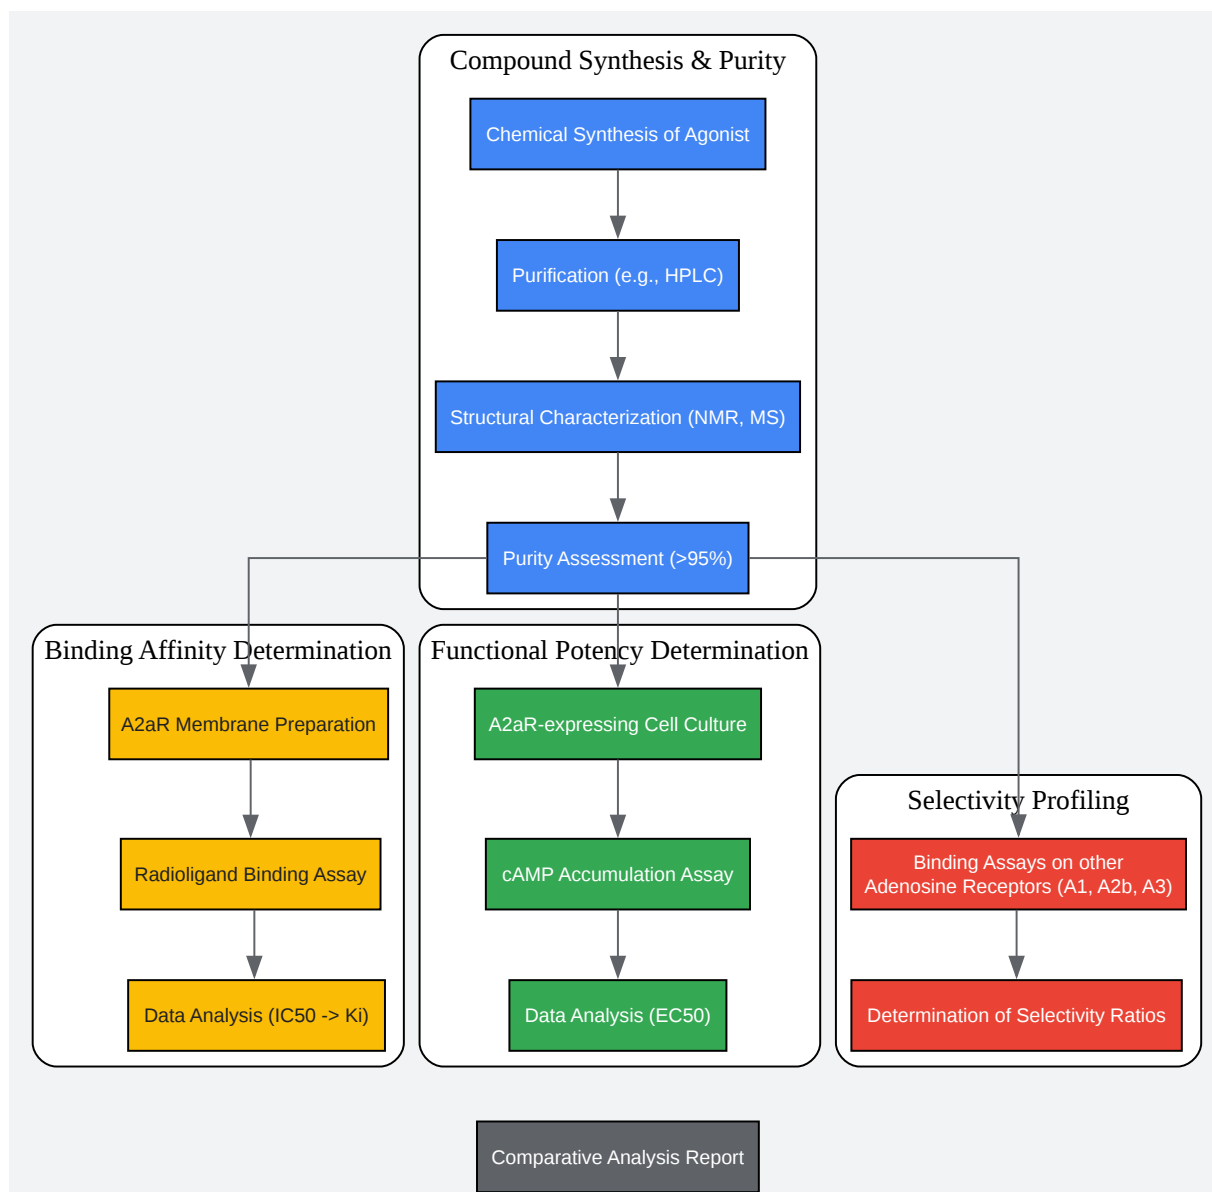 Compound Synthesis & Purity
Chemical Synthesis of Agonist
Purification (e.g., HPLC)
Structural Characterization (NMR, MS)
Purity Assessment (>95%)
Binding Affinity Determination
A2aR Membrane Preparation
Radioligand Binding Assay
Data Analysis (IC50 -> Ki)
Functional Potency Determination
A2aR-expressing Cell Culture
cAMP Accumulation Assay
Data Analysis (EC50)
Selectivity Profiling
Binding Assays on other
Adenosine Receptors (A1, A2b, A3)
Determination of Selectivity Ratios
Comparative Analysis Report